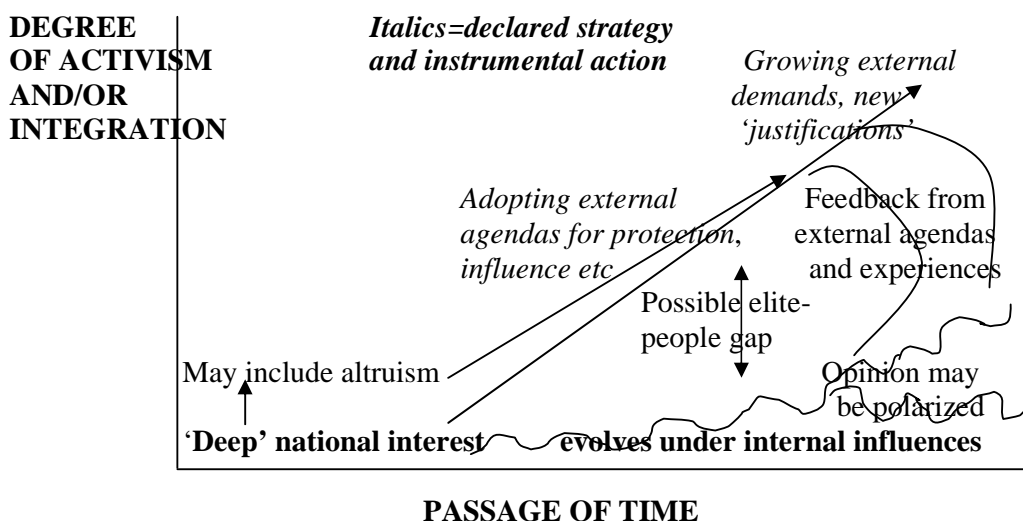 DEGREE
OF ACTIVISM
AND/OR
INTEGRATION
Italics=declared strategy
and instrumental action
Growing external
demands, new
‘justifications’
Adopting external
agendas for protection,
influence etc
Feedback from
external agendas
and experiences
Possible elite-
people gap
May include altruism
Opinion may
be polarized
‘Deep’ national interest evolves under internal influences
PASSAGE OF TIME